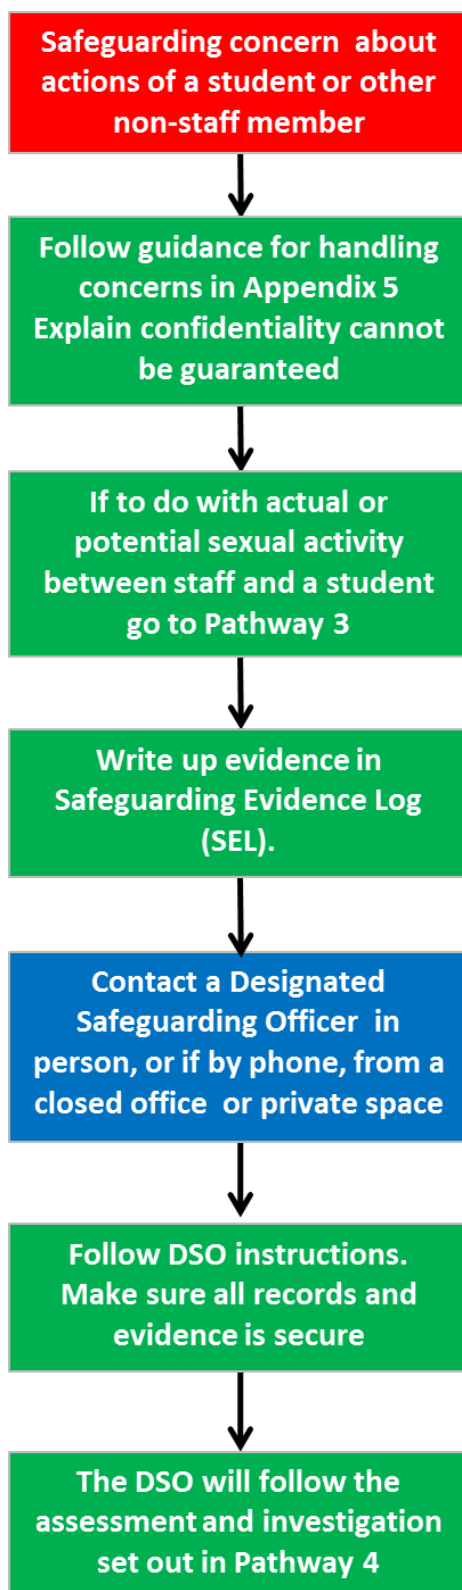 Safeguarding concern about
actions of a student or other
non-staff member
Follow guidance for handling
concerns in Appendix 5
Explain confidentiality cannot
be guaranteed
If to do with actual or
potential sexual activity
between staff and a student
go to Pathway 3
Write up evidence in
Safeguarding Evidence Log
(SEL).
Contact a Designated
Safeguarding Officer in
person, or if by phone, from a
closed office or private space
Follow DSO instructions.
Make sure all records and
evidence is secure
The DSO will follow the
assessment and investigation
set out in Pathway 4